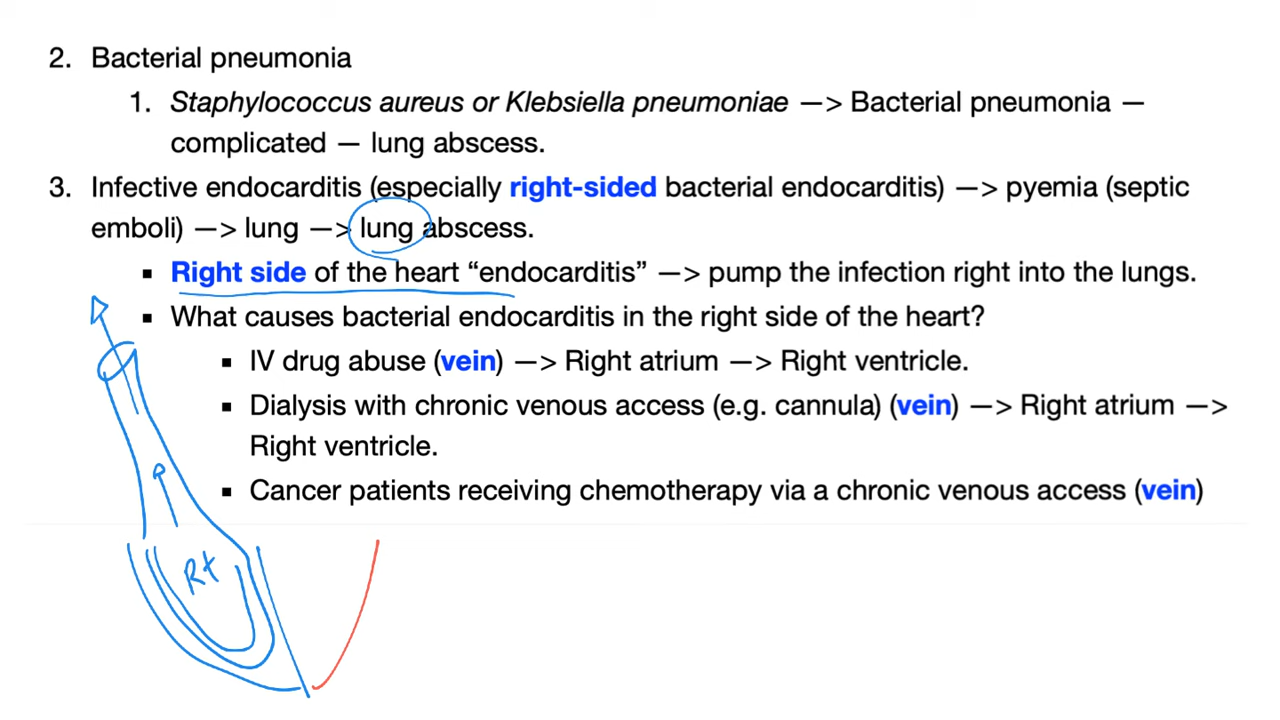 2. Bacterial pneumonia
1. Staphylococcus aureus or Klebsiella pneumoniae —> Bacterial pneumonia —
complicated — lung abscess.
3. Infective endocarditis (especially right-sided bacterial endocarditis) —> pyemia (septic
emboli) —> lung —> lung abscess.
▪ Right side of the heart “endocarditis” —> pump the infection right into the lungs.
▪ What causes bacterial endocarditis in the right side of the heart?
▪ IV drug abuse (vein) —> Right atrium —> Right ventricle.
▪ Dialysis with chronic venous access (e.g. cannula) (vein) —> Right atrium —>
Right ventricle.
▪ Cancer patients receiving chemotherapy via a chronic venous access (vein)
Rt